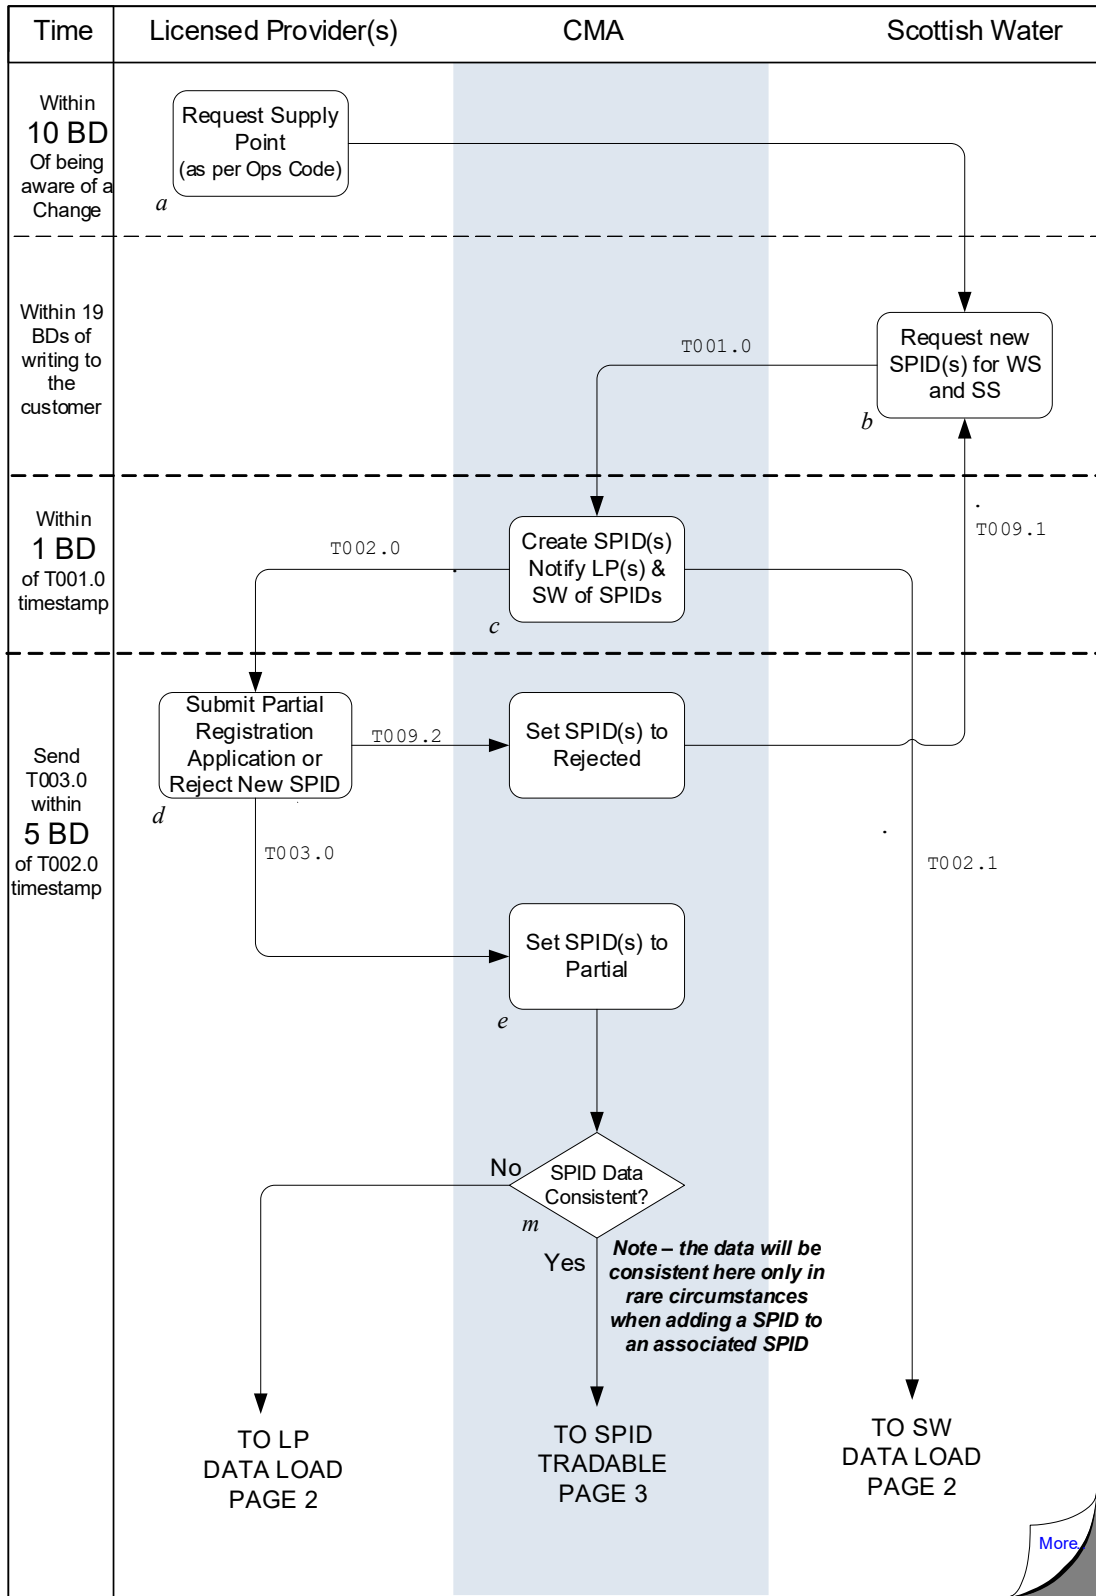 Time
Licensed Provider(s)
CMA
Scottish Water
Within
10 BD
Of being
aware of a
Change
Request Supply
Point
(as per Ops Code)
a
Within 19
BDs of
writing to
the
customer
T001.0
Request new
SPID(s) for WS
and SS
b
Within
1 BD
of T001.0
timestamp
T002.0
Create SPID(s)
Notify LP(s) &
SW of SPIDs
c
T009.1
Send
T003.0
within
5 BD
of T002.0
timestamp
Submit Partial
Registration
Application or
Reject New SPID
d
T009.2
Set SPID(s) to
Rejected
T003.0
T002.1
Set SPID(s) to
Partial
e
No
SPID Data
Consistent?
m
Yes
Note – the data will be
consistent here only in
rare circumstances
when adding a SPID to
an associated SPID
TO LP
DATA LOAD
PAGE 2
TO SPID
TRADABLE
PAGE 3
TO SW
DATA LOAD
PAGE 2
More..